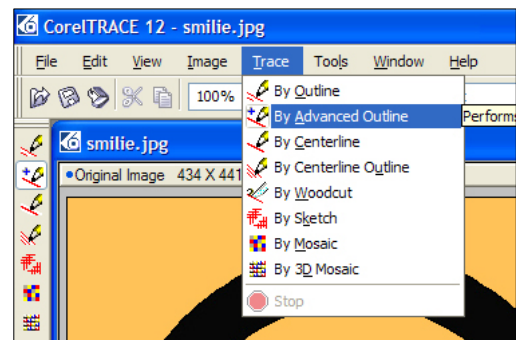 CorelTRACE 12 - smilie.jpg
File Edit View Image Trace Tools Window Help
100%
By Outline
By Advanced Outline
Performs
By Centerline
By Centerline Outline
By Woodcut
By Sketch
By Mosaic
By 3D Mosaic
Stop
smilie.jpg
Original Image 434 X 441